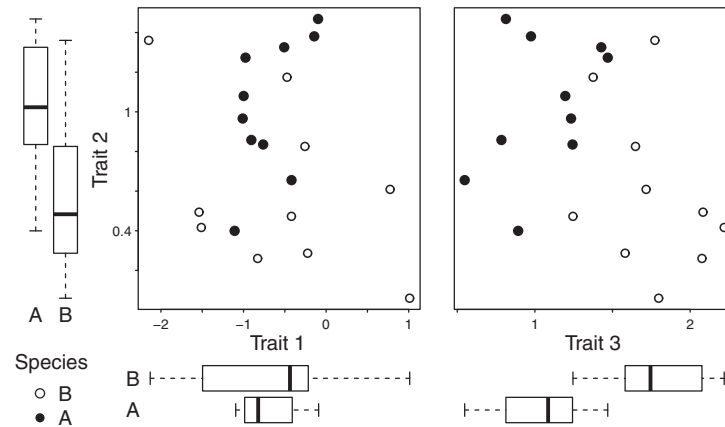 Trait 2
1
0.4
A B
−2 −1 0 1
1 2
Trait 1
Trait 3
Species
B
A
B
A